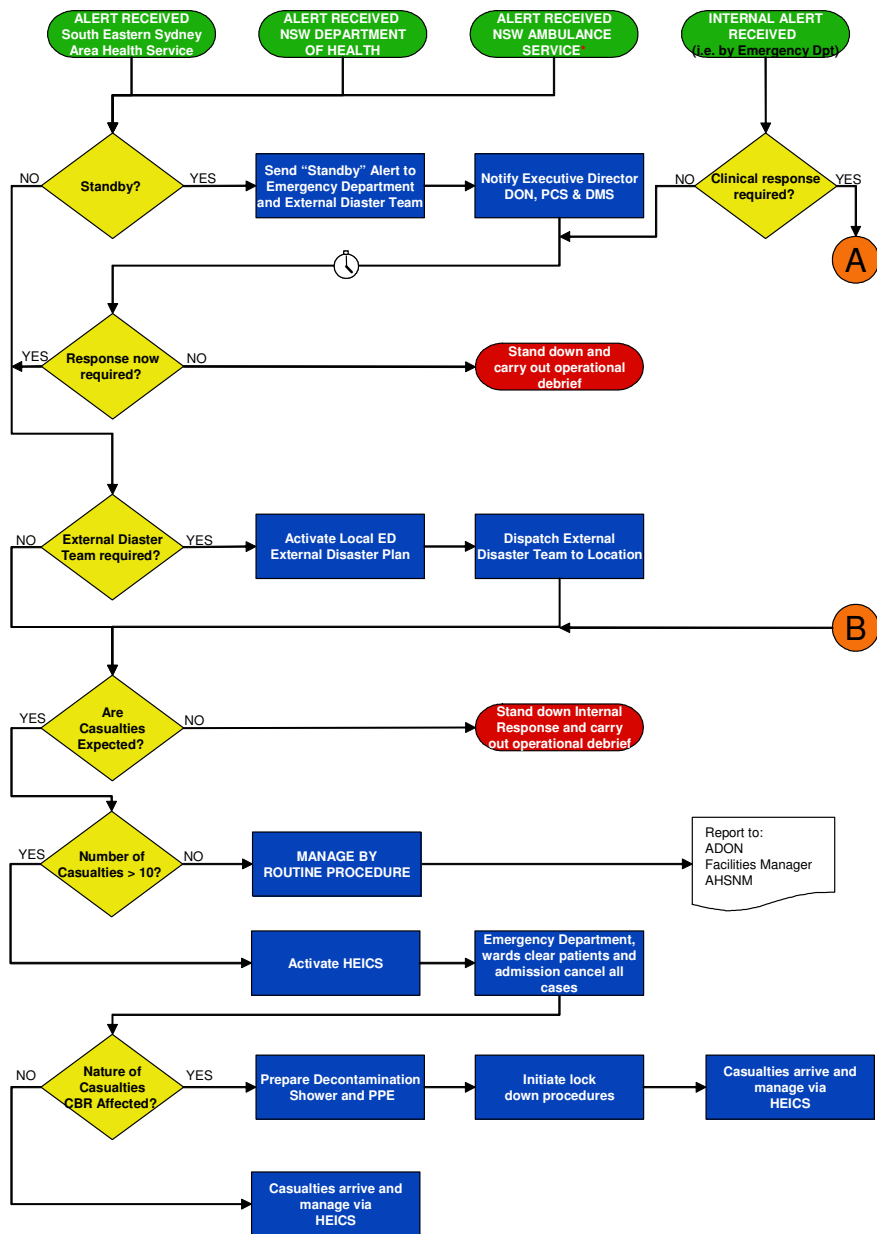 ALERT RECEIVED
South Eastern Sydney
Area Health Service
ALERT RECEIVED
NSW DEPARTMENT
OF HEALTH
ALERT RECEIVED
NSW AMBULANCE
SERVICE*
INTERNAL ALERT
RECEIVED
(i.e. by Emergency Dpt)
NO
Standby?
YES
Send “Standby” Alert to
Emergency Department
and External Diaster Team
Notify Executive Director
DON, PCS & DMS
NO
Clinical response
required?
YES
A
YES
Response now
required?
NO
Stand down and
carry out operational
debrief
NO
External Diaster
Team required?
YES
Activate Local ED
External Disaster Plan
Dispatch External
Disaster Team to Location
B
YES
Are
Casualties
Expected?
NO
Stand down Internal
Response and carry
out operational debrief
YES
Number of
Casualties > 10?
NO
MANAGE BY
ROUTINE PROCEDURE
Report to:
ADON
Facilities Manager
AHSNM
Activate HEICS
Emergency Department,
wards clear patients and
admission cancel all
cases
NO
Nature of
Casualties
CBR Affected?
YES
Prepare Decontamination
Shower and PPE
Initiate lock
down procedures
Casualties arrive and
manage via
HEICS
Casualties arrive and
manage via
HEICS